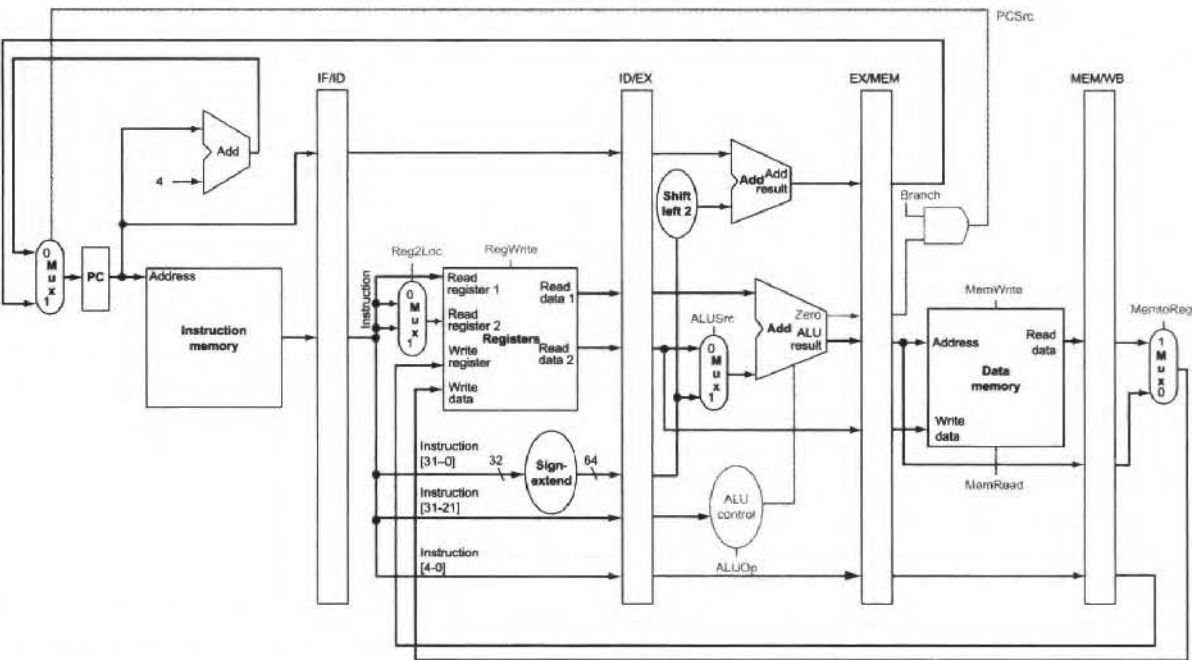 PCSrc
IF/ID
ID/EX
EX/MEM
MEM/WB
Add
4
Add
Add
result
Shift
left 2
Branch
0
M
u
x
1
PC
Address
Instruction
memory
Instruction
Reg2Loc
0
M
u
x
1
RegWrite
Read
register 1
Read
register 2
Write
register
Write
data
Registers
Read
data 1
Read
data 2
ALUSrc
0
M
u
x
1
Zero
Add
ALU
result
MemWrite
Address
Read
data
Data
memory
Write
data
MemRead
MemtoReg
1
M
u
x
0
Instruction
[31–0]
32
Sign-
extend
64
Instruction
[31-21]
ALU
control
Instruction
[4-0]
ALUOp